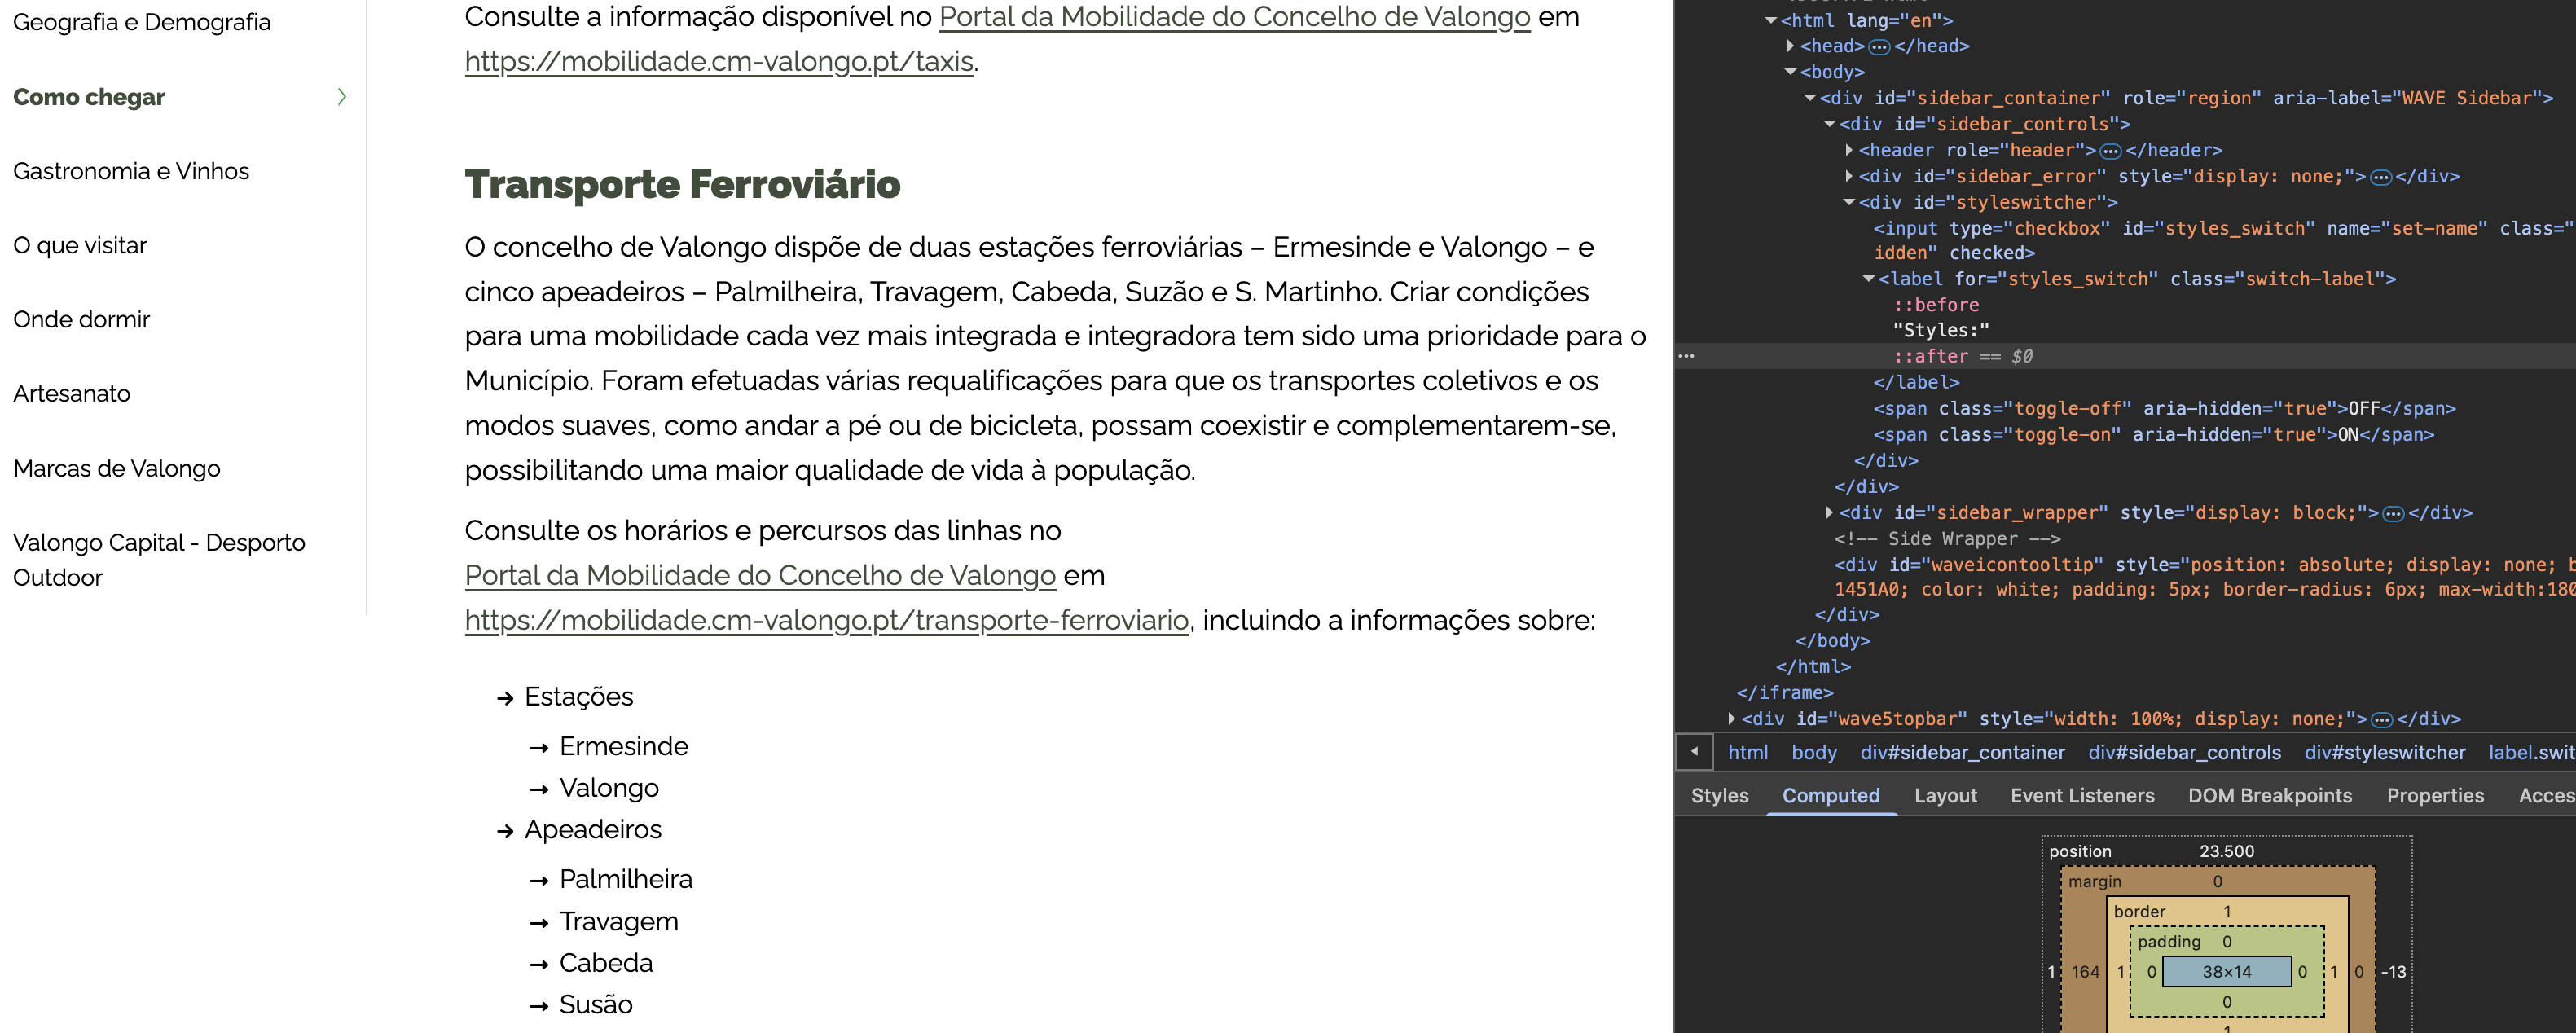 Geografia e Demografia
Como chegar
Gastronomia e Vinhos
O que visitar
Onde dormir
Artesanato
Marcas de Valongo
Valongo Capital - Desporto
Outdoor
Consulte a informação disponível no Portal da Mobilidade do Concelho de Valongo em
https://mobilidade.cm-valongo.pt/taxis.
Transporte Ferroviário
O concelho de Valongo dispõe de duas estações ferroviárias – Ermesinde e Valongo – e
cinco apeadeiros – Palmilheira, Travagem, Cabeda, Suzão e S. Martinho. Criar condições
para uma mobilidade cada vez mais integrada e integradora tem sido uma prioridade para o
Município. Foram efetuadas várias requalificações para que os transportes coletivos e os
modos suaves, como andar a pé ou de bicicleta, possam coexistir e complementarem-se,
possibilitando uma maior qualidade de vida à população.
Consulte os horários e percursos das linhas no
Portal da Mobilidade do Concelho de Valongo em
https://mobilidade.cm-valongo.pt/transporte-ferroviario, incluindo a informações sobre:
→ Estações
→ Ermesinde
→ Valongo
→ Apeadeiros
→ Palmilheira
→ Travagem
→ Cabeda
→ Susão
<html lang="en">
<head>…</head>
<body>
<div id="sidebar_container" role="region" aria-label="WAVE Sidebar">
<div id="sidebar_controls">
<header role="header">…</header>
<div id="sidebar_error" style="display: none;">…</div>
<div id="styleswitcher">
<input type="checkbox" id="styles_switch" name="set-name" class="
idden" checked>
<label for="styles_switch" class="switch-label">
::before
"Styles:"
::after == $0
</label>
<span class="toggle-off" aria-hidden="true">OFF</span>
<span class="toggle-on" aria-hidden="true">ON</span>
</div>
</div>
<div id="sidebar_wrapper" style="display: block;">…</div>
<!-- Side Wrapper -->
<div id="waveicontooltip" style="position: absolute; display: none; b
1451A0; color: white; padding: 5px; border-radius: 6px; max-width:180
</div>
</body>
</html>
</iframe>
<div id="wave5topbar" style="width: 100%; display: none;">…</div>
html body div#sidebar_container div#sidebar_controls div#styleswitcher label.swit
Styles Computed Layout Event Listeners DOM Breakpoints Properties Acces
position 23.500
margin 0
border 1
padding 0
1 164 1 0 38×14 0 1 0 -13
0